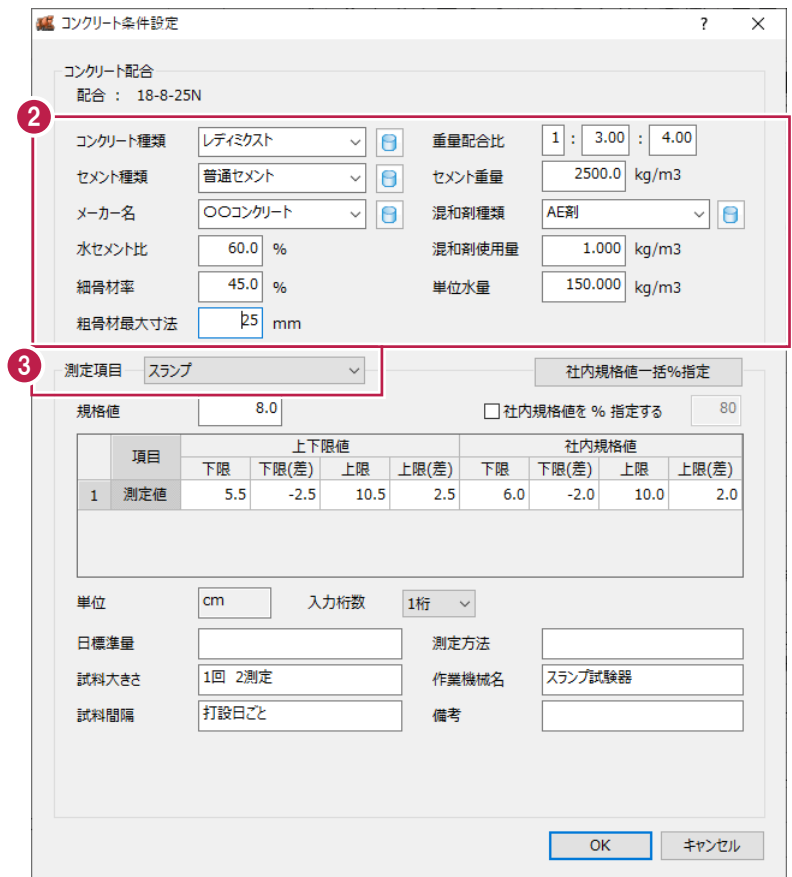 コンクリート条件設定 ? ×
コンクリート配合
配合 : 18-8-25N
2
コンクリート種類 レディミクスト 重量配合比 1 : 3.00 : 4.00
セメント種類 普通セメント セメント重量 2500.0 kg/m3
メーカー名 〇〇コンクリート 混和剤種類 AE剤
水セメント比 60.0 % 混和剤使用量 1.000 kg/m3
細骨材率 45.0 % 単位水量 150.000 kg/m3
粗骨材最大寸法 25 mm
3
測定項目 スランプ 社内規格値一括%指定
規格値 8.0 社内規格値を % 指定する 80
項目 上下限値 社内規格値
下限 下限(差) 上限 上限(差) 下限 下限(差) 上限 上限(差)
1 測定値 5.5 -2.5 10.5 2.5 6.0 -2.0 10.0 2.0
単位 cm 入力桁数 1桁
日標準量 測定方法
試料大きさ 1回 2測定 作業機械名 スランプ試験器
試料間隔 打設日ごと 備考
OK キャンセル